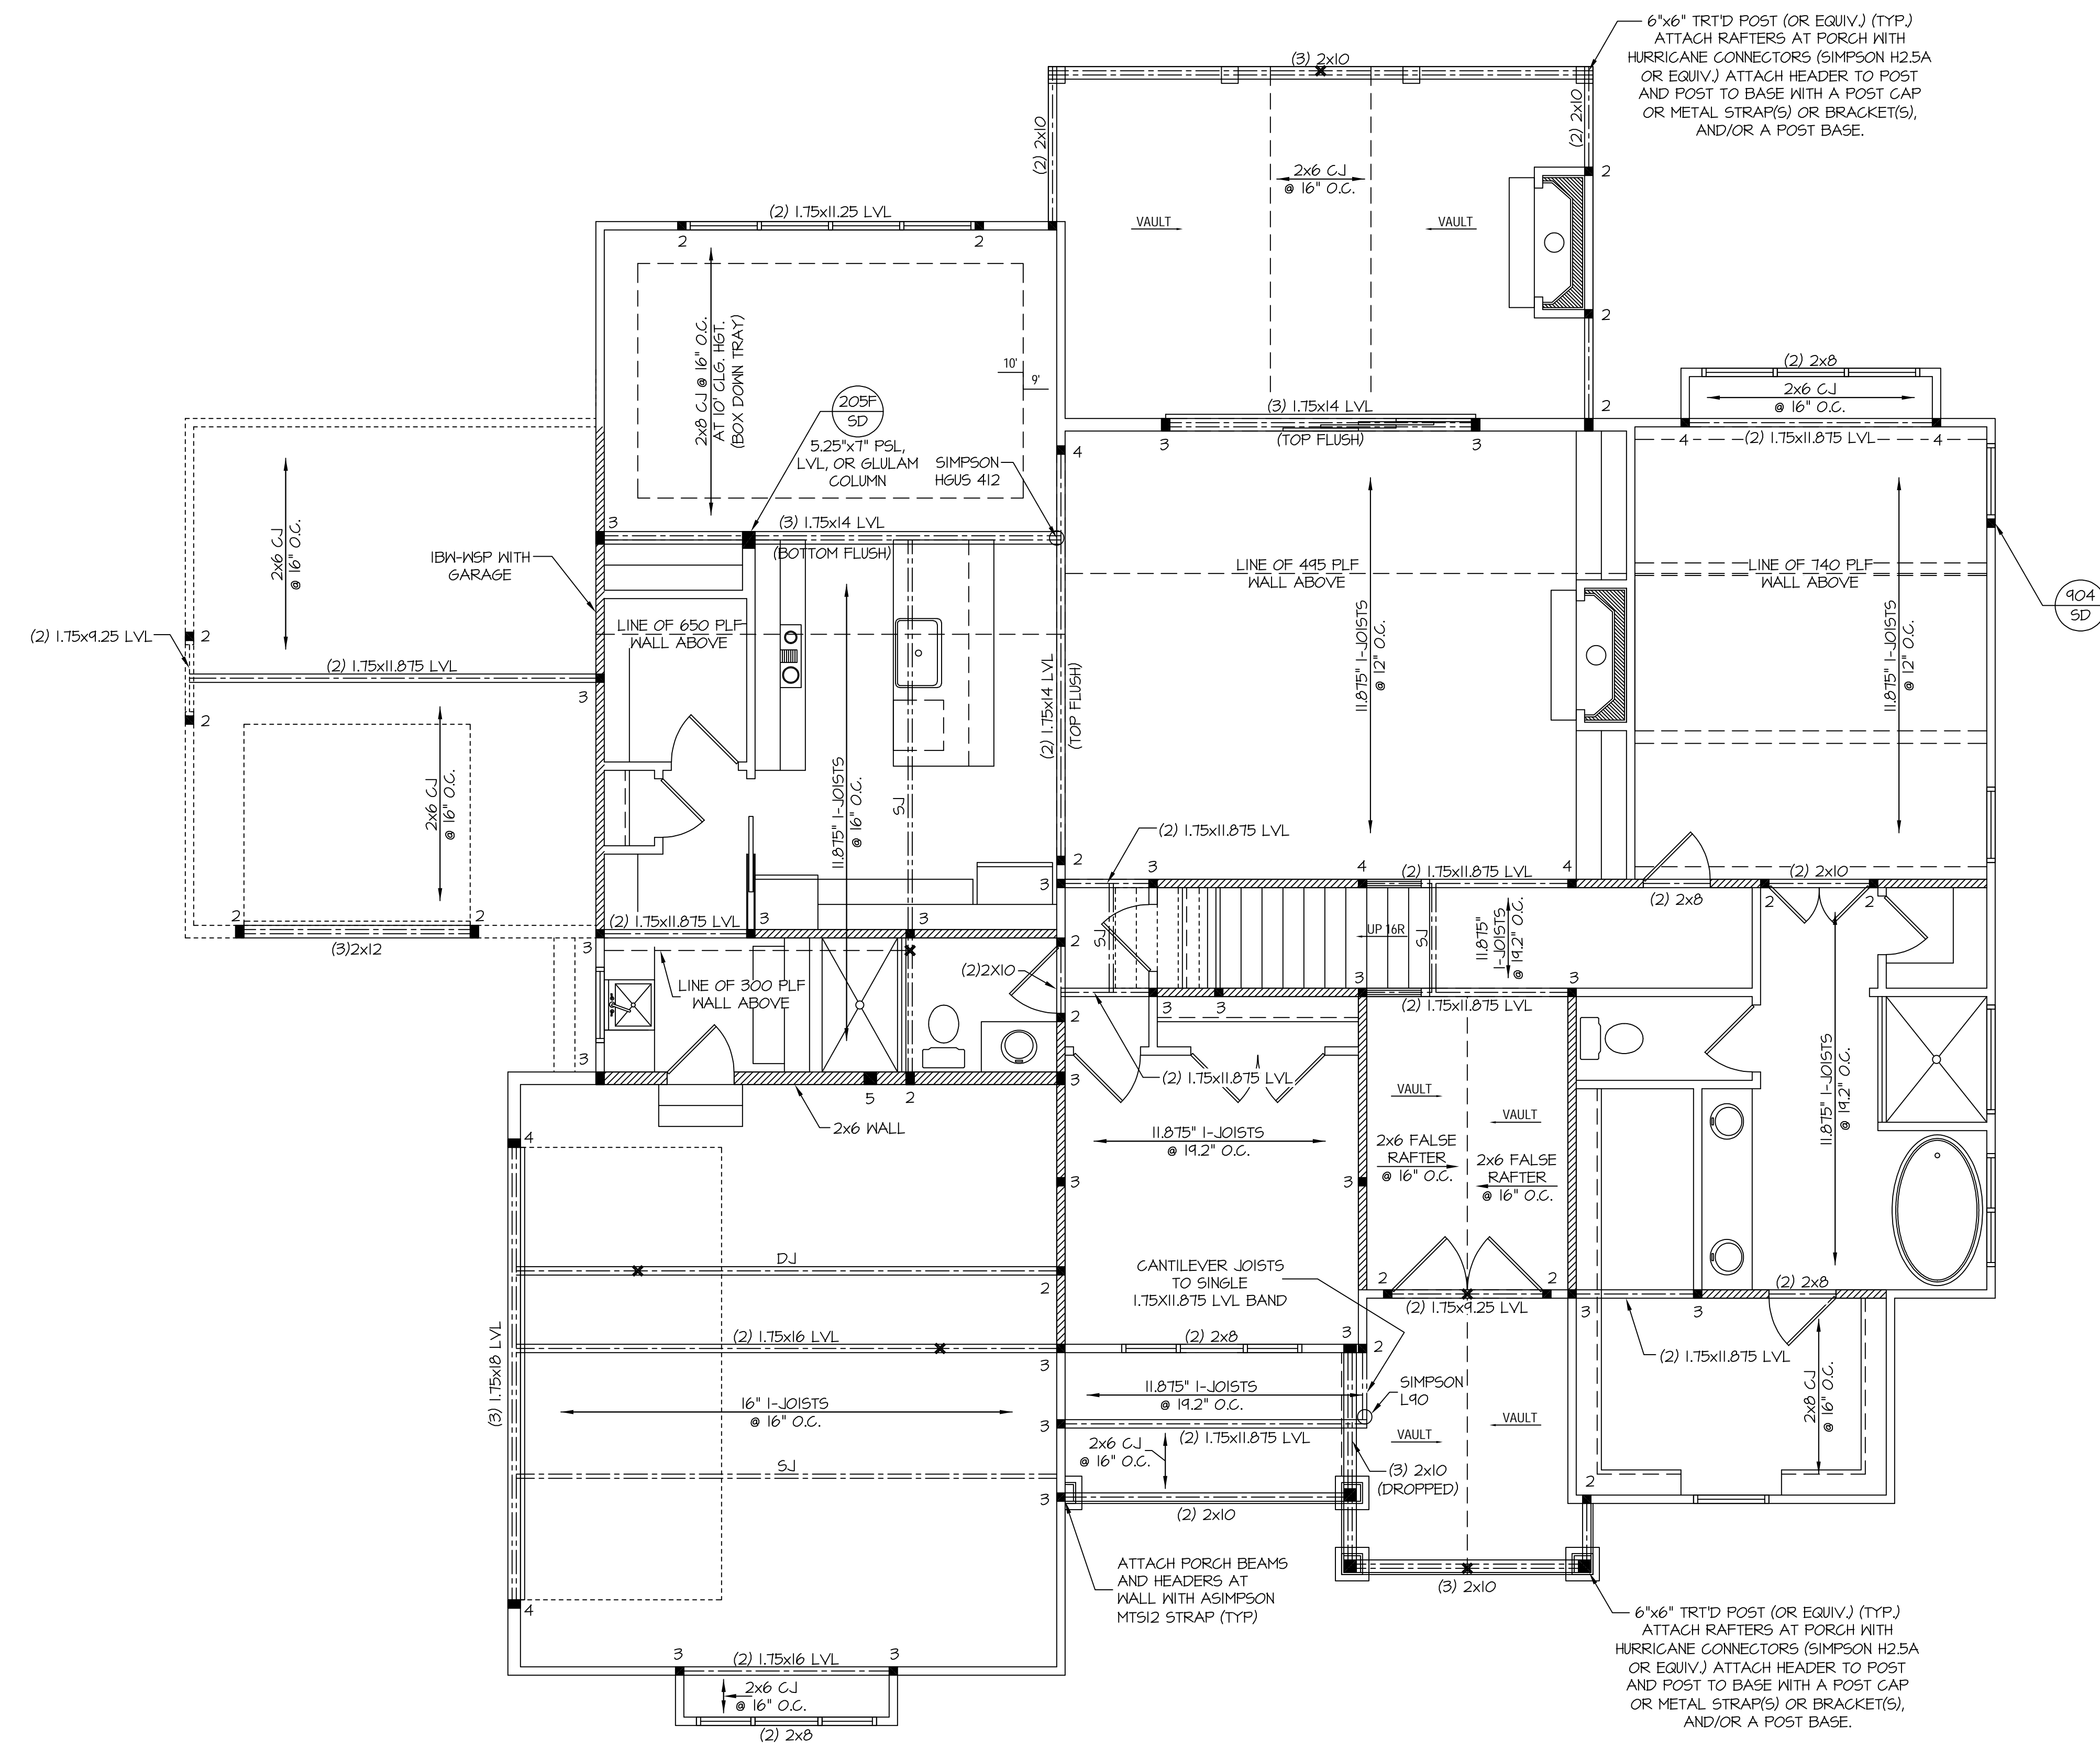 6"x6" TRT'D POST (OR EQUIV.) (TYP.)
ATTACH RAFTERS AT PORCH WITH
HURRICANE CONNECTORS (SIMPSON H2.5A
OR EQUIV.) ATTACH HEADER TO POST
AND POST TO BASE WITH A POST CAP
OR METAL STRAP(S) OR BRACKET(S),
AND/OR A POST BASE.
(3) 2x10
(2) 2x10
(2) 2x10
2x6 CJ
@ 16" O.C.
VAULT
VAULT
2
2
2
(2) 1.75x11.25 LVL
2
2
2x8 CJ @ 16" O.C.
AT 10' CLG. HGT.
(BOX DOWN TRAY)
10'
9'
205F
SD
5.25"x7" PSL,
LVL, OR GLULAM
COLUMN
SIMPSON
HGUS 412
(3) 1.75x14 LVL
(TOP FLUSH)
3
3
4
(2) 2x8
2x6 CJ
@ 16" O.C.
(2) 1.75x11.875 LVL
4
4
3
(3) 1.75x14 LVL
(BOTTOM FLUSH)
2x6 CJ
@ 16" O.C.
IBW-WSP WITH
GARAGE
LINE OF 495 PLF
WALL ABOVE
LINE OF 740 PLF
WALL ABOVE
904
SD
LINE OF 650 PLF
WALL ABOVE
(2) 1.75x9.25 LVL
2
2
(2) 1.75x11.875 LVL
3
11.875" I-JOISTS
@ 12" O.C.
11.875" I-JOISTS
@ 12" O.C.
(2) 1.75x14 LVL
(TOP FLUSH)
2x6 CJ
@ 16" O.C.
11.875" I-JOISTS
@ 16" O.C.
SJ
(2) 1.75x11.875 LVL
2
3
3
4
(2) 1.75x11.875 LVL
4
(2) 2x10
(2) 2x8
2
2
2
2
(3)2x12
(2) 1.75x11.875 LVL
3
3
3
2
SJ
UP 16R
SJ
11.875"
I-JOISTS
@ 19.2" O.C.
(2)2X10
LINE OF 300 PLF
WALL ABOVE
3
3
3
3
(2) 1.75x11.875 LVL
2
3
3
5
2
(2) 1.75x11.875 LVL
2x6 WALL
VAULT
VAULT
11.875" I-JOISTS
@ 19.2" O.C.
11.875" I-JOISTS
@ 19.2" O.C.
2x6 FALSE
RAFTER
@ 16" O.C.
2x6 FALSE
RAFTER
@ 16" O.C.
4
3
3
DJ
2
CANTILEVER JOISTS
TO SINGLE
1.75X11.875 LVL BAND
2
2
(2) 1.75x9.25 LVL
(2) 2x8
3
3
(2) 1.75x16 LVL
3
(2) 2x8
3
2
(2) 1.75x11.875 LVL
(3) 1.75x18 LVL
16" I-JOISTS
@ 16" O.C.
11.875" I-JOISTS
@ 19.2" O.C.
SIMPSON
L90
2x8 CJ
@ 16" O.C.
3
(2) 1.75x11.875 LVL
2x6 CJ
@ 16" O.C.
VAULT
VAULT
SJ
(3) 2x10
(DROPPED)
2
3
(2) 2x10
ATTACH PORCH BEAMS
AND HEADERS AT
WALL WITH ASIMPSON
MTS12 STRAP (TYP)
(3) 2x10
4
6"x6" TRT'D POST (OR EQUIV.) (TYP.)
ATTACH RAFTERS AT PORCH WITH
HURRICANE CONNECTORS (SIMPSON H2.5A
OR EQUIV.) ATTACH HEADER TO POST
AND POST TO BASE WITH A POST CAP
OR METAL STRAP(S) OR BRACKET(S),
AND/OR A POST BASE.
3
(2) 1.75x16 LVL
3
2x6 CJ
@ 16" O.C.
(2) 2x8